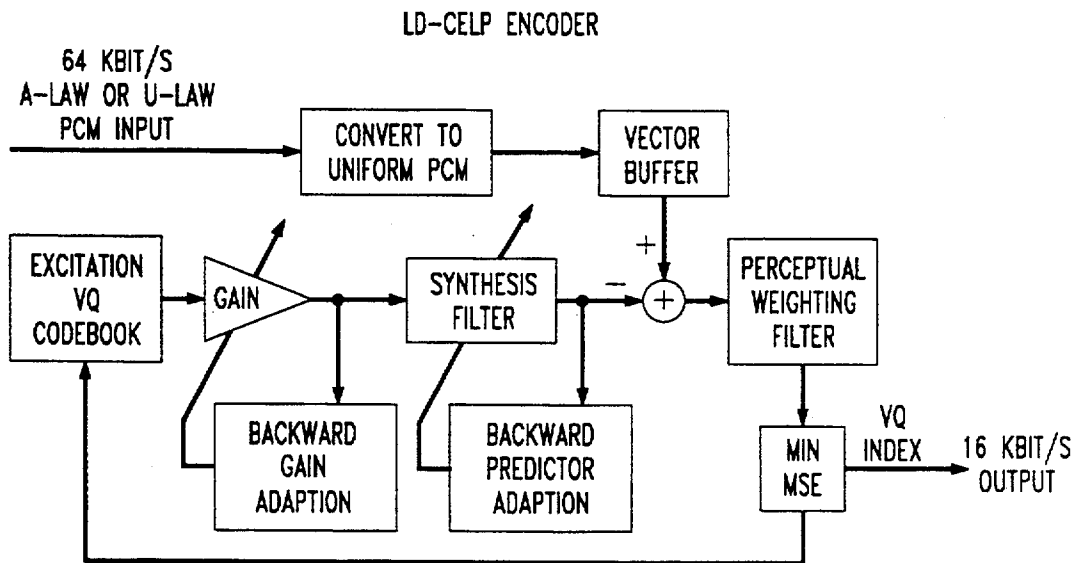 LD-CELP ENCODER
64 KBIT/S
A-LAW OR U-LAW
PCM INPUT
CONVERT TO
UNIFORM PCM
VECTOR
BUFFER
EXCITATION
VQ
CODEBOOK
GAIN
SYNTHESIS
FILTER
+
−
+
PERCEPTUAL
WEIGHTING
FILTER
BACKWARD
GAIN
ADAPTION
BACKWARD
PREDICTOR
ADAPTION
MIN
MSE
VQ
INDEX
16 KBIT/S
OUTPUT